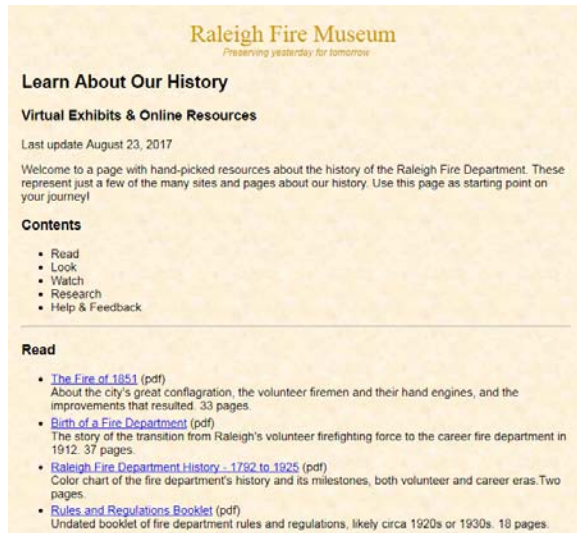 Raleigh Fire Museum
Preserving yesterday for tomorrow
Learn About Our History
Virtual Exhibits & Online Resources
Last update August 23, 2017
Welcome to a page with hand-picked resources about the history of the Raleigh Fire Department. These
represent just a few of the many sites and pages about our history. Use this page as starting point on
your journey!
Contents
• Read
• Look
• Watch
• Research
• Help & Feedback
Read
• The Fire of 1851 (pdf)
About the city's great conflagration, the volunteer firemen and their hand engines, and the
improvements that resulted. 33 pages.
• Birth of a Fire Department (pdf)
The story of the transition from Raleigh's volunteer firefighting force to the career fire department in
1912. 37 pages.
• Raleigh Fire Department History - 1792 to 1925 (pdf)
Color chart of the fire department's history and its milestones, both volunteer and career eras.Two
pages.
• Rules and Regulations Booklet (pdf)
Undated booklet of fire department rules and regulations, likely circa 1920s or 1930s. 18 pages.